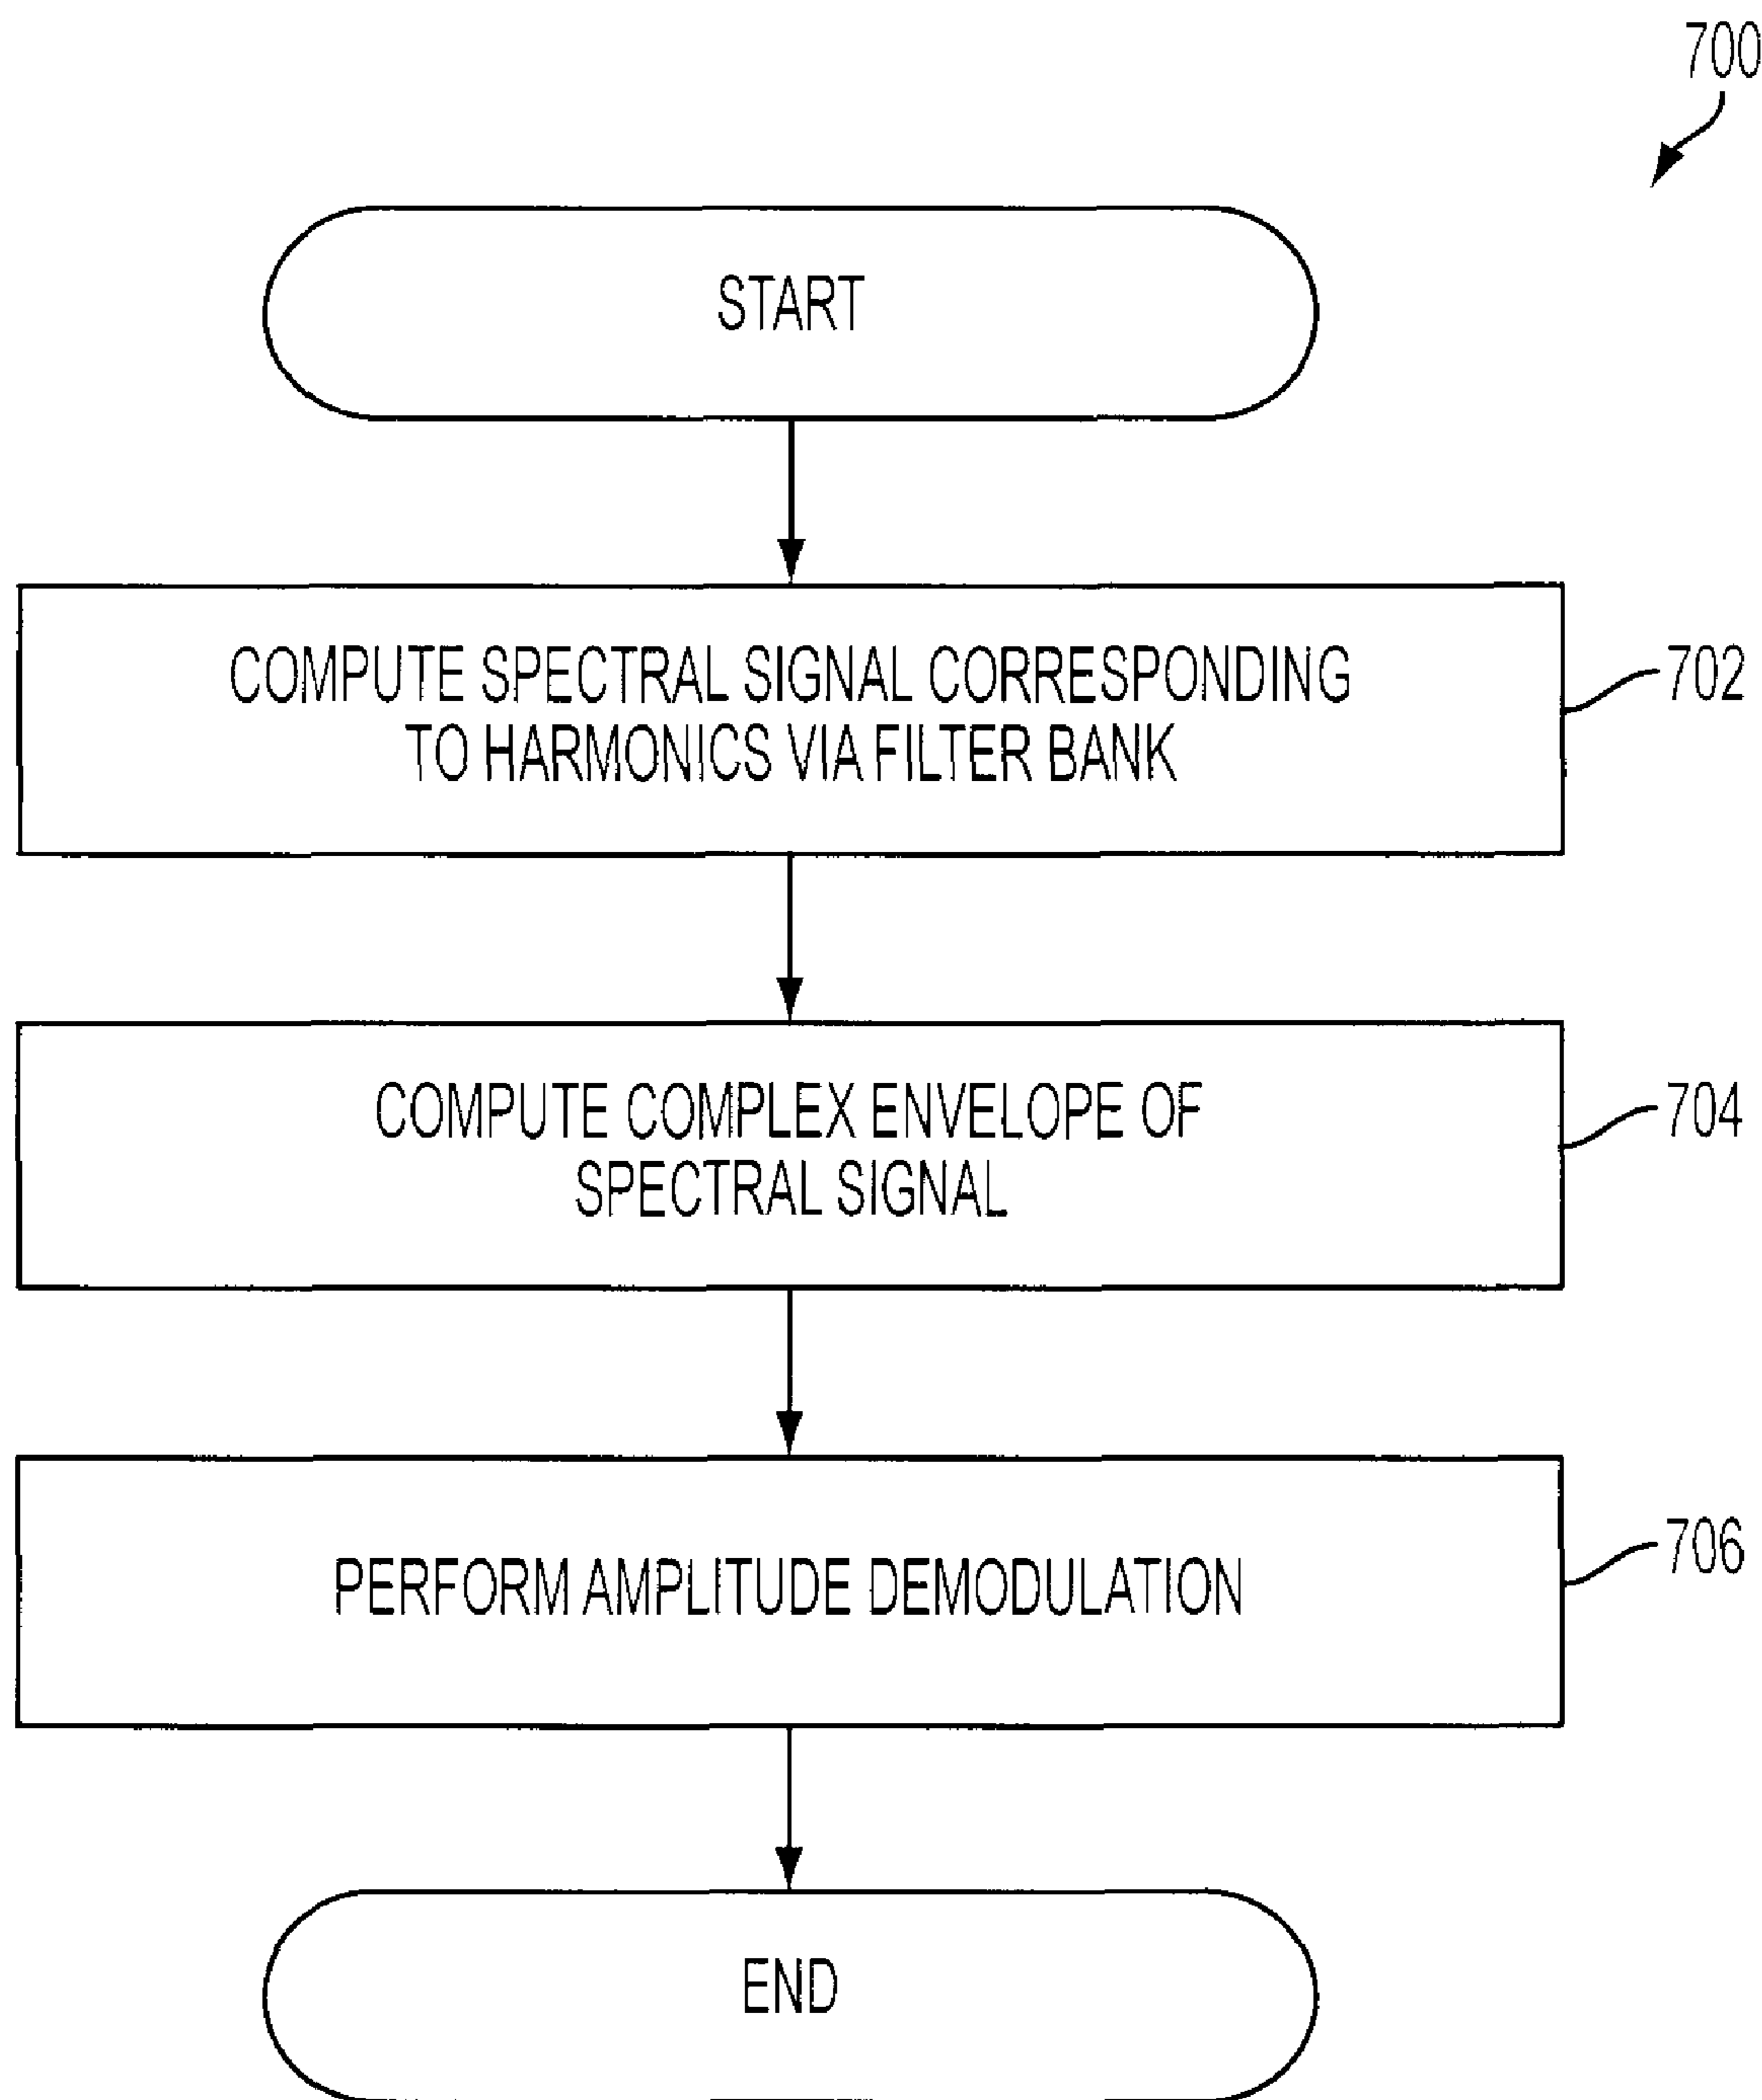 700
START
COMPUTE SPECTRAL SIGNAL CORRESPONDING
TO HARMONICS VIA FILTER BANK
702
COMPUTE COMPLEX ENVELOPE OF
SPECTRAL SIGNAL
704
PERFORM AMPLITUDE DEMODULATION
706
END